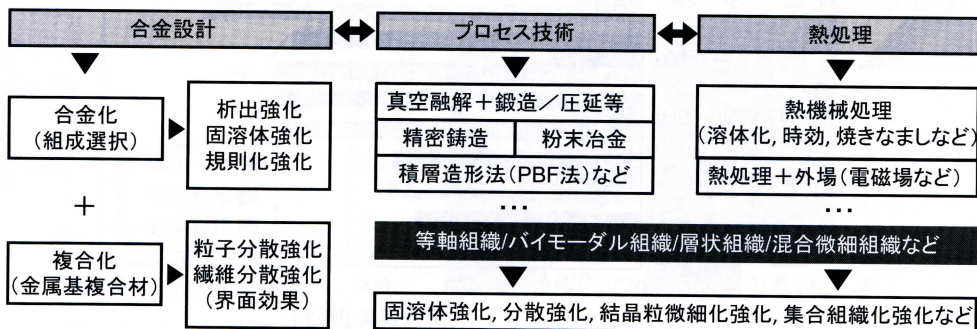 合金設計
プロセス技術
熱処理
合金化
(組成選択)
析出強化
固溶体強化
規則化強化
+
複合化
(金属基複合材)
粒子分散強化
繊維分散強化
(界面効果)
真空融解+鍛造/圧延等
精密鋳造
粉末冶金
積層造形法(PBF法)など
…
熱機械処理
(溶体化, 時効, 焼きなましなど)
熱処理+外場(電磁場など)
…
等軸組織/バイモーダル組織/層状組織/混合微細組織など
固溶体強化, 分散強化, 結晶粒微細化強化, 集合組織化強化など